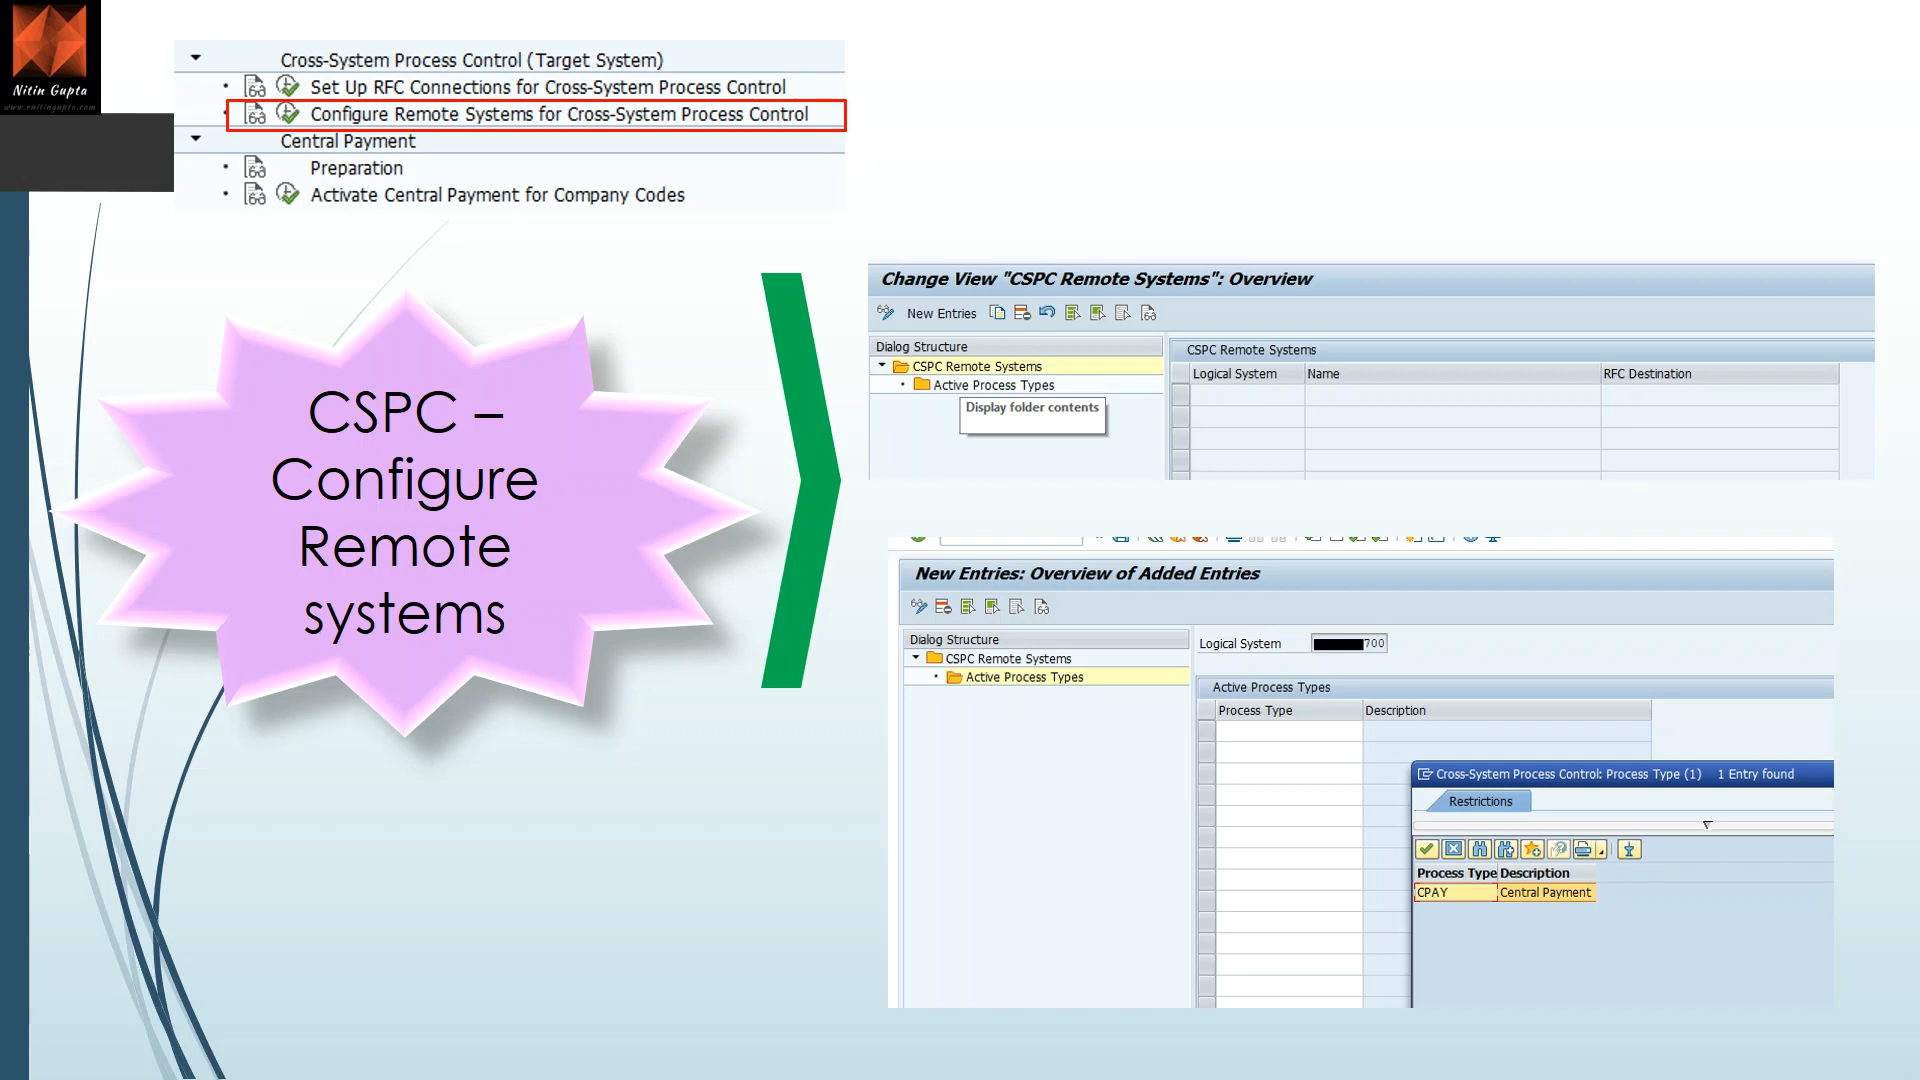 Nitin Gupta
www.rnitingupta.com
Cross-System Process Control (Target System)
Set Up RFC Connections for Cross-System Process Control
Configure Remote Systems for Cross-System Process Control
Central Payment
Preparation
Activate Central Payment for Company Codes
CSPC –
Configure
Remote
systems
Change View "CSPC Remote Systems": Overview
New Entries
Dialog Structure
CSPC Remote Systems
Active Process Types
Display folder contents
CSPC Remote Systems
Logical System Name RFC Destination
New Entries: Overview of Added Entries
Dialog Structure
CSPC Remote Systems
Active Process Types
Logical System 700
Active Process Types
Process Type Description
Cross-System Process Control: Process Type (1) 1 Entry found
Restrictions
Process Type Description
CPAY Central Payment